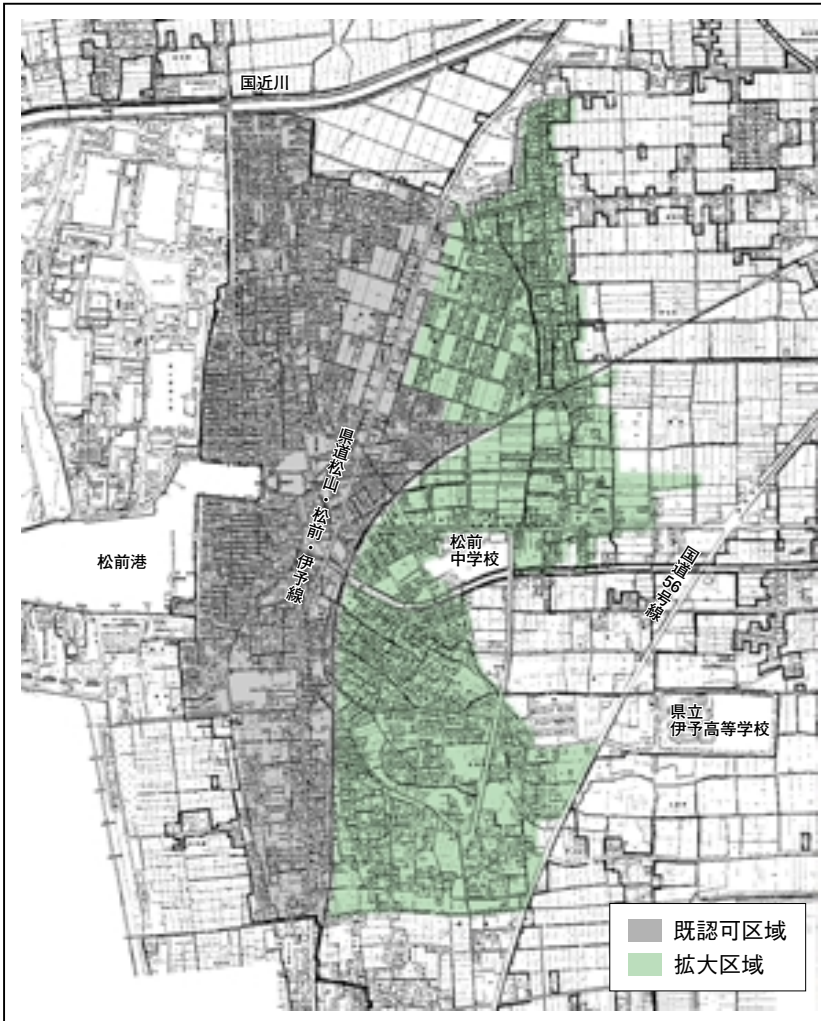 国近川
県道松山・松前・伊予線
松前港
松前
中学校
国道56号線
県立
伊予高等学校
既認可区域
拡大区域